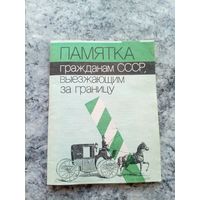 ПАМЯТКА
гражданам СССР,
выезжающим
за границу